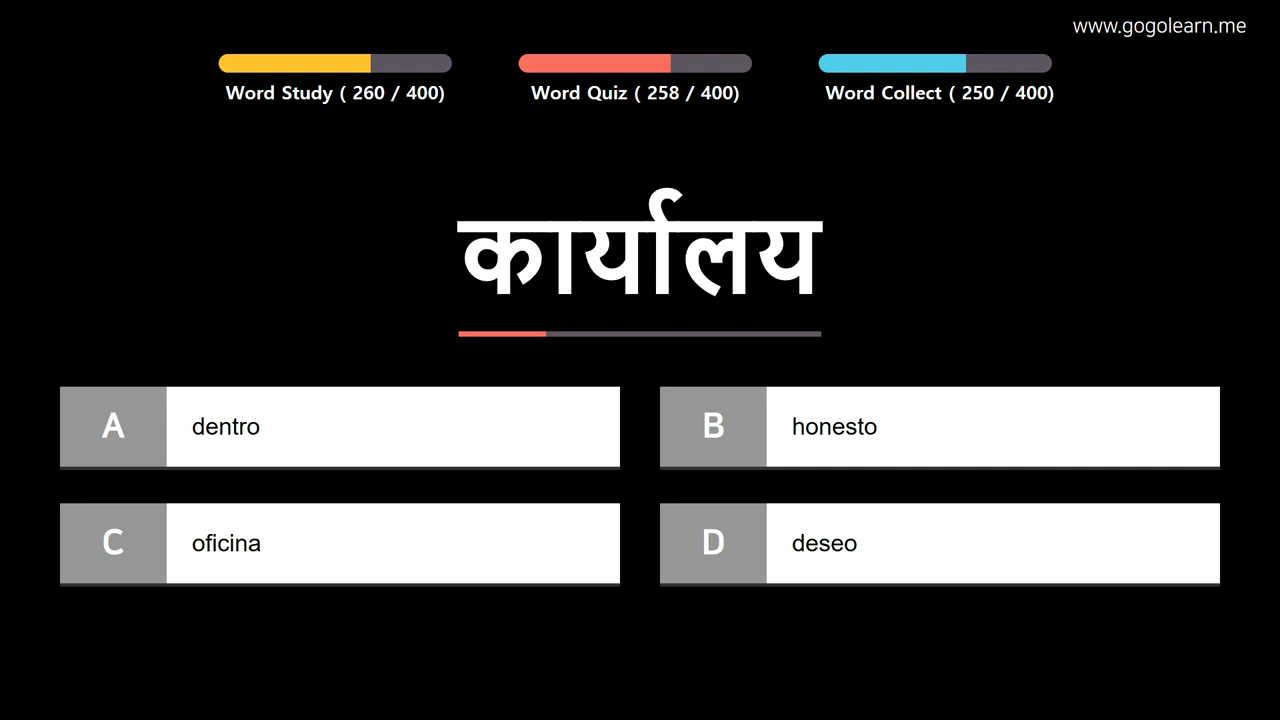 www.gogolearn.me
Word Study ( 260 / 400)
Word Quiz ( 258 / 400)
Word Collect ( 250 / 400)
कार्यालय
A dentro
B honesto
C oficina
D deseo